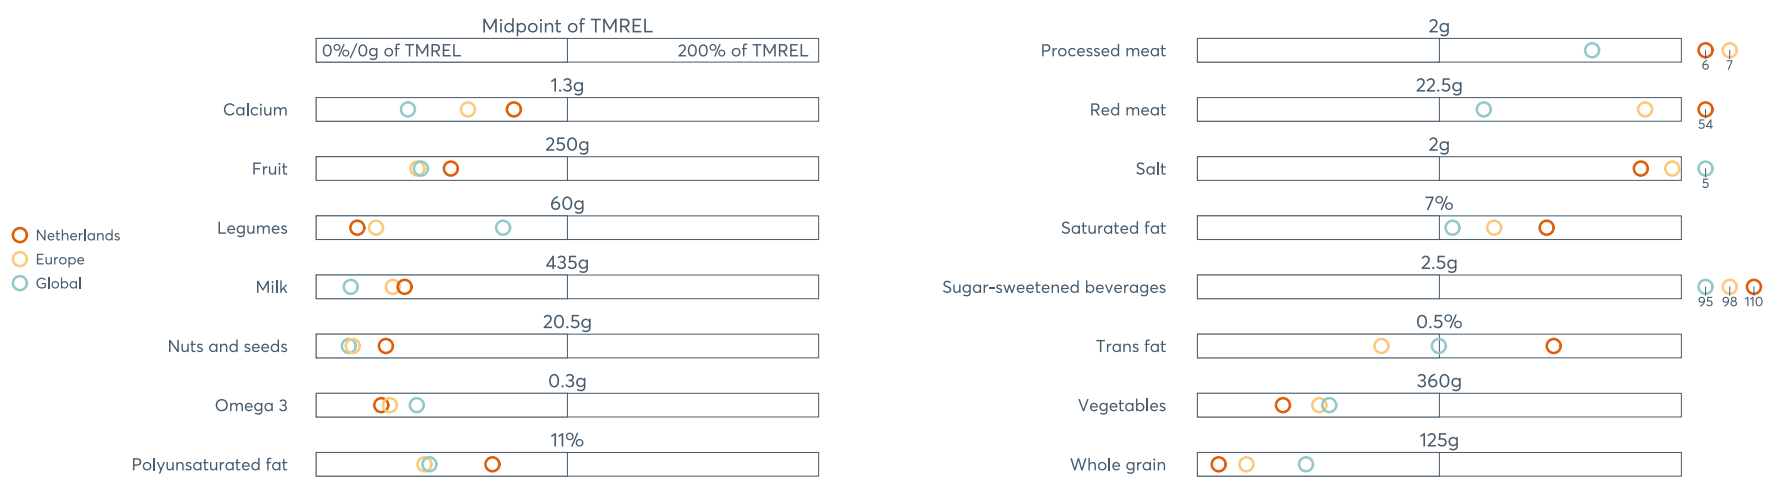 Midpoint of TMREL
0%/0g of TMREL 200% of TMREL
1.3g
Calcium
250g
Fruit
60g
Legumes
435g
Milk
20.5g
Nuts and seeds
0.3g
Omega 3
11%
Polyunsaturated fat
Netherlands
Europe
Global
2g
Processed meat
6 7
22.5g
Red meat
54
2g
Salt
5
7%
Saturated fat
2.5g
Sugar-sweetened beverages
95 98 110
0.5%
Trans fat
360g
Vegetables
125g
Whole grain